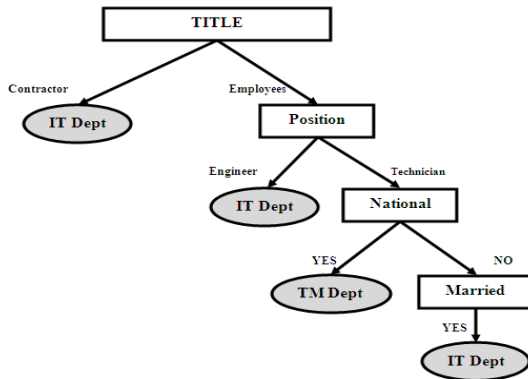 TITLE
Contractor
Employees
IT Dept
Position
Engineer
Technician
IT Dept
National
YES
NO
TM Dept
Married
YES
IT Dept